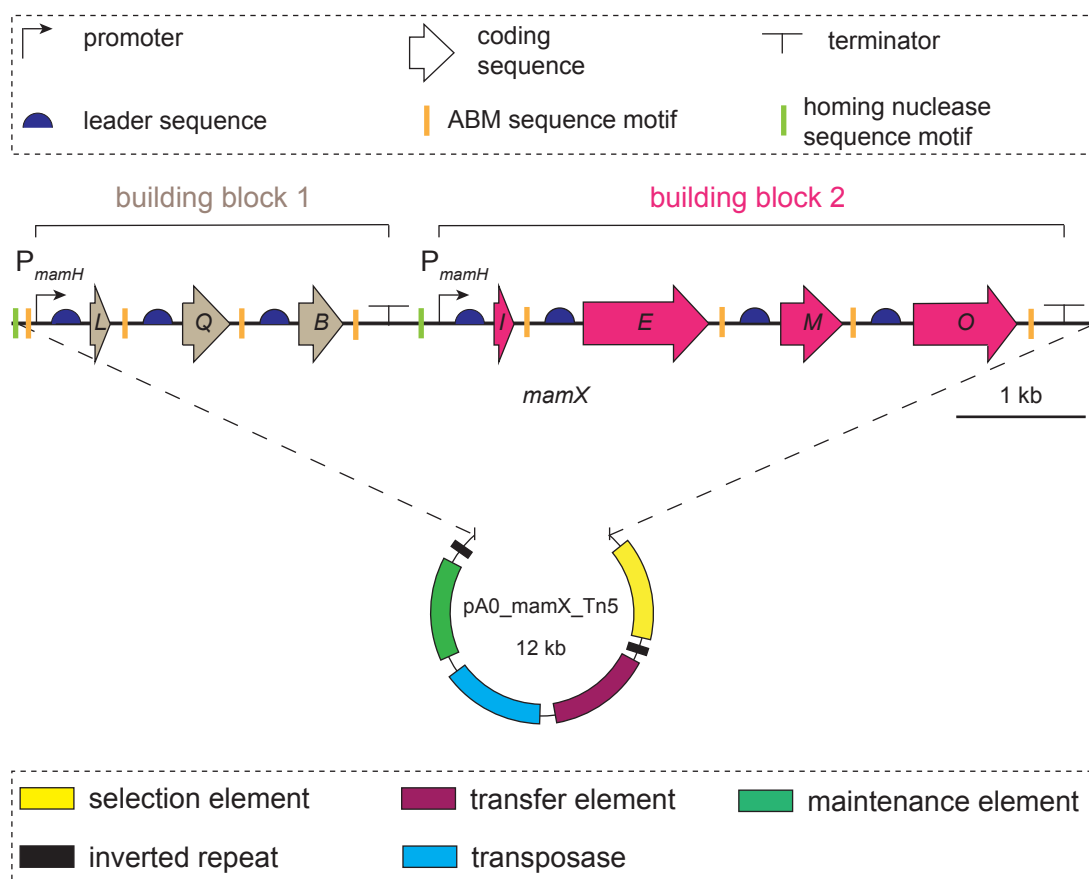 promoter
coding
sequence
terminator
leader sequence
ABM sequence motif
homing nuclease
sequence motif
building block 1
building block 2
PmamH
PmamH
L
Q
B
I
E
M
O
mamX
1 kb
pA0_mamX_Tn5
12 kb
selection element
transfer element
maintenance element
inverted repeat
transposase